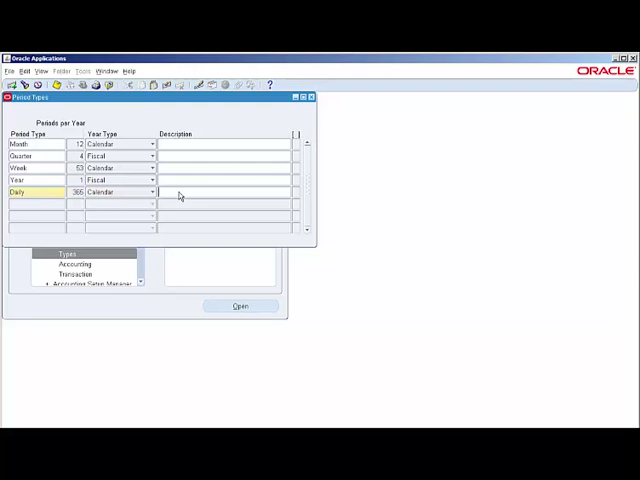 Oracle Applications
File Edit View Folder Tools Window Help
ORACLE
?
Period Types
Periods per Year
Period Type Year Type Description [ ]
Month 12 Calendar
Quarter 4 Fiscal
Week 53 Calendar
Year 1 Fiscal
Daily 365 Calendar
Types
Accounting
Transaction
+ Accounting Setup Manager
Open